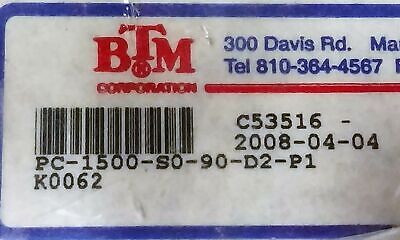 BTM
CORPORATION
300 Davis Rd. Mar
Tel 810-364-4567
C53516 -
2008-04-04
PC-1500-S0-90-D2-P1
K0062